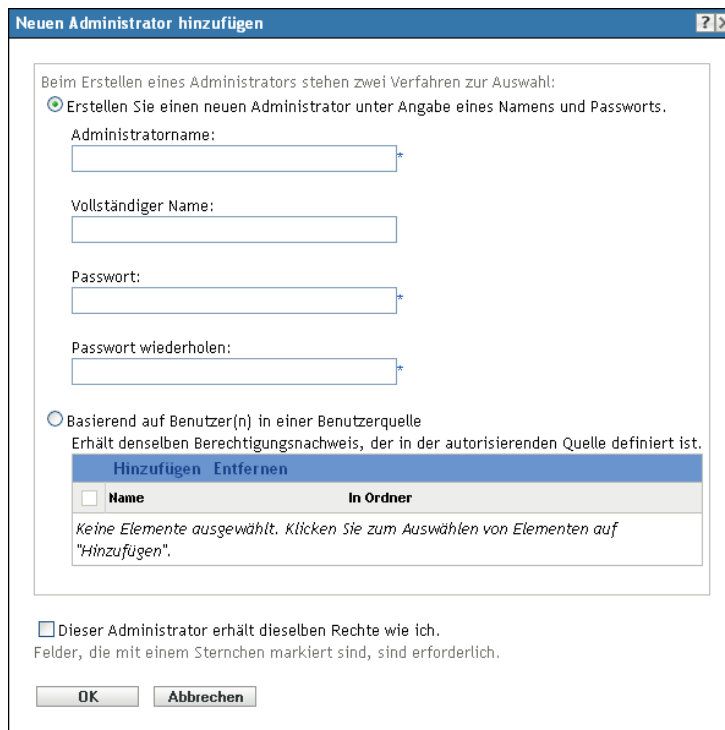 Neuen Administrator hinzufügen
?
Beim Erstellen eines Administrators stehen zwei Verfahren zur Auswahl:
Erstellen Sie einen neuen Administrator unter Angabe eines Namens und Passworts.
Administratorname:
*
Vollständiger Name:
Passwort:
*
Passwort wiederholen:
*
Basierend auf Benutzer(n) in einer Benutzerquelle
Erhält denselben Berechtigungsnachweis, der in der autorisierenden Quelle definiert ist.
Hinzufügen Entfernen
Name In Ordner
Keine Elemente ausgewählt. Klicken Sie zum Auswählen von Elementen auf
"Hinzufügen".
Dieser Administrator erhält dieselben Rechte wie ich.
Felder, die mit einem Sternchen markiert sind, sind erforderlich.
OK Abbrechen